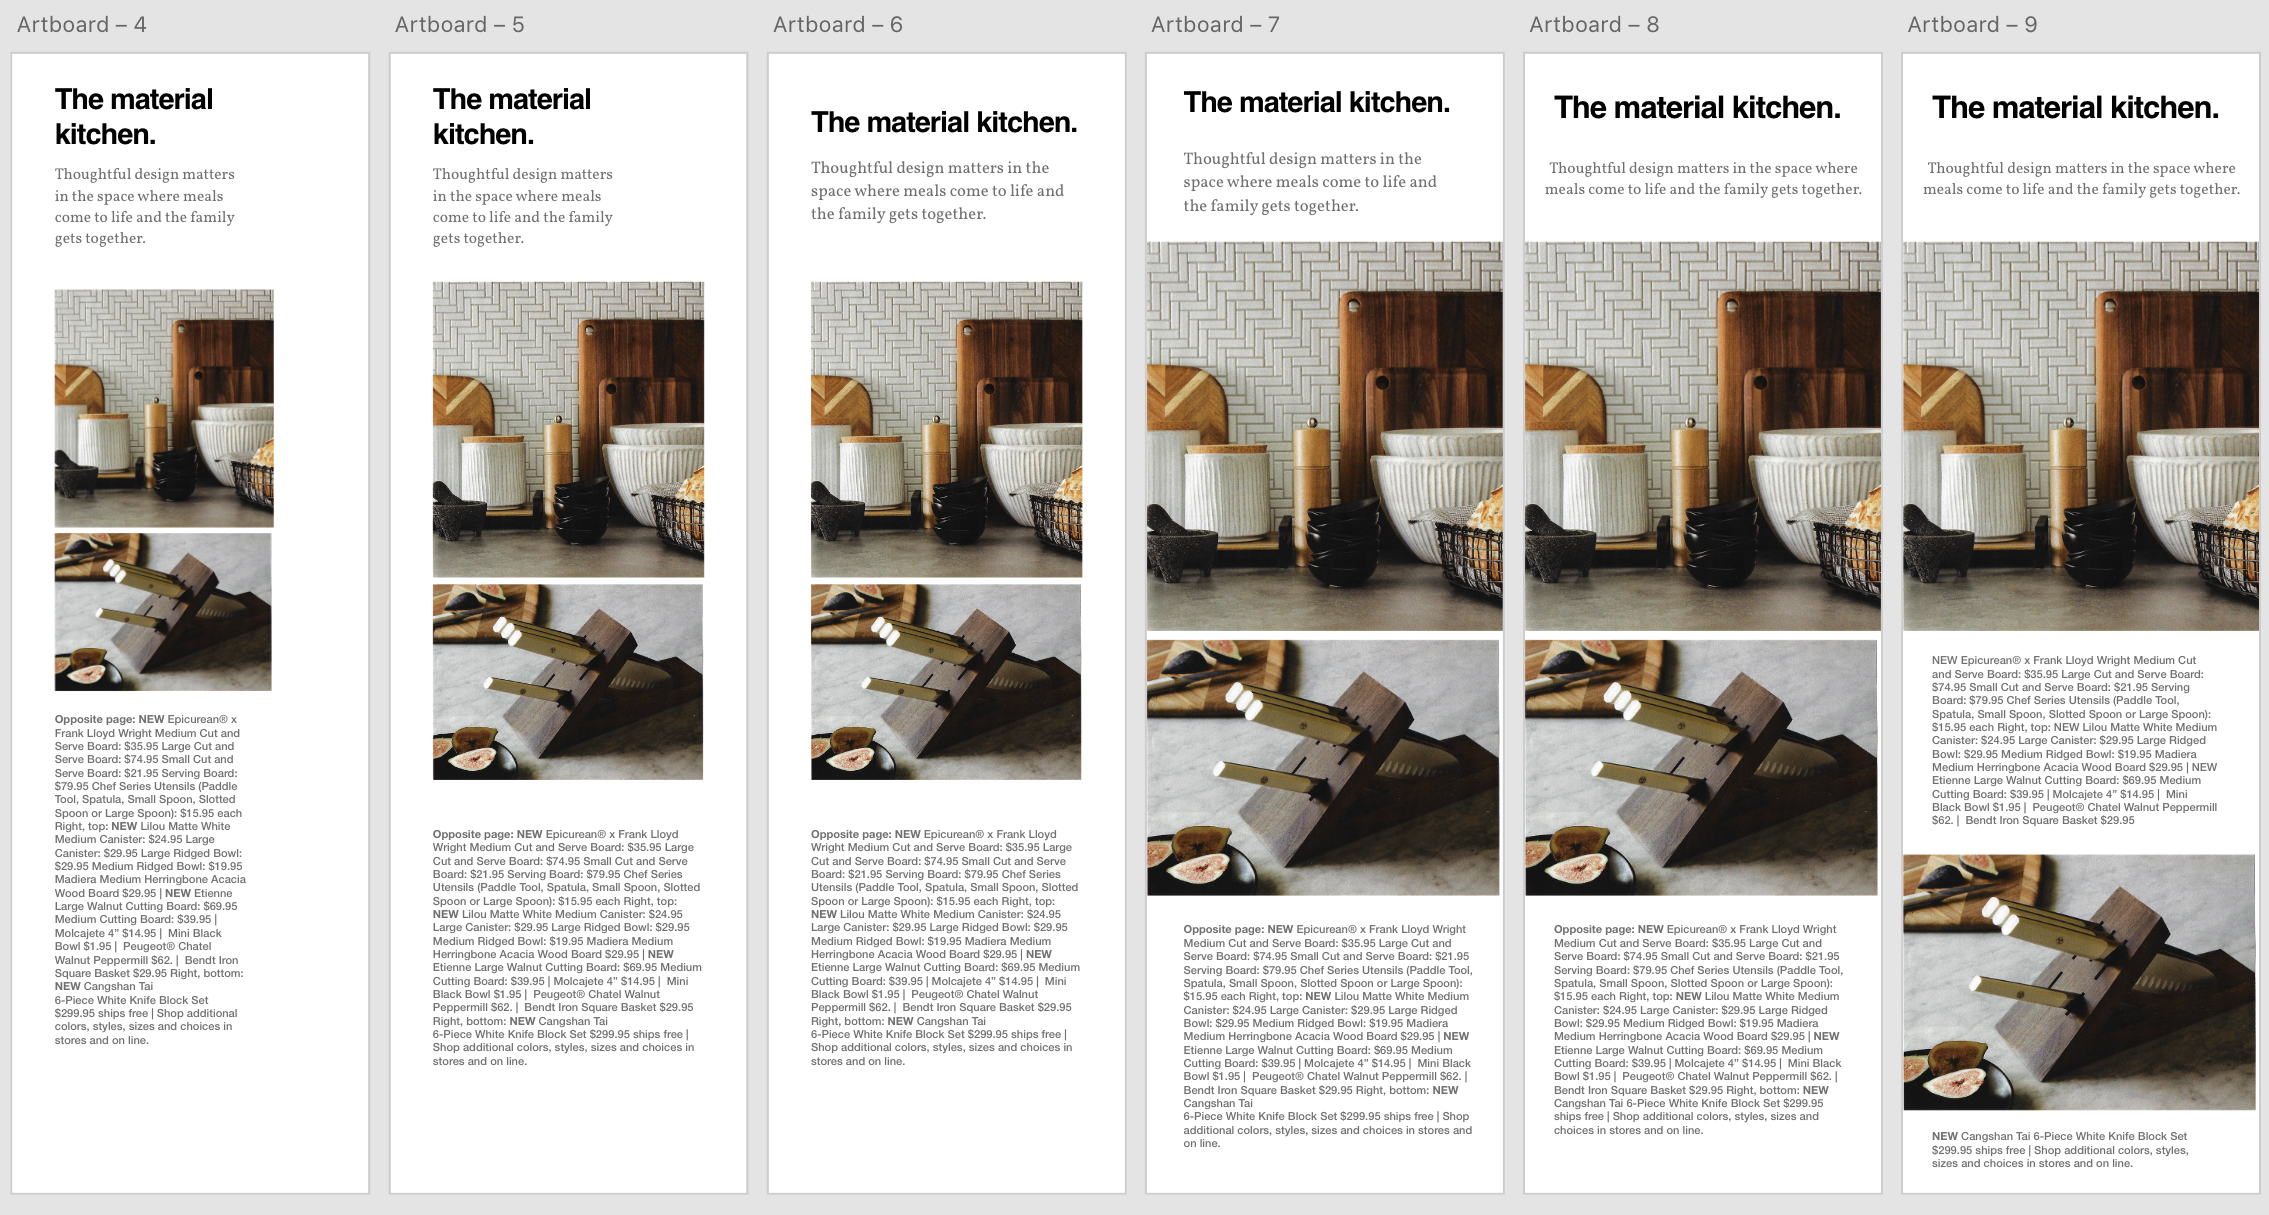 Artboard – 4
The material
kitchen.
Thoughtful design matters
in the space where meals
come to life and the family
gets together.
Opposite page: NEW Epicurean® x
Frank Lloyd Wright Medium Cut and
Serve Board: $35.95 Large Cut and
Serve Board: $74.95 Small Cut and
Serve Board: $21.95 Serving Board:
$79.95 Chef Series Utensils (Paddle
Tool, Spatula, Small Spoon, Slotted
Spoon or Large Spoon): $15.95 each
Right, top: NEW Lilou Matte White
Medium Canister: $24.95 Large
Canister: $29.95 Large Ridged Bowl:
$29.95 Medium Ridged Bowl: $19.95
Madiera Medium Herringbone Acacia
Wood Board $29.95 | NEW Etienne
Large Walnut Cutting Board: $69.95
Medium Cutting Board: $39.95 |
Molcajete 4” $14.95 | Mini Black
Bowl $1.95 | Peugeot® Chatel
Walnut Peppermill $62. | Bendt Iron
Square Basket $29.95 Right, bottom:
NEW Cangshan Tai
6-Piece White Knife Block Set
$299.95 ships free | Shop additional
colors, styles, sizes and choices in
stores and on line.
Artboard – 5
The material
kitchen.
Thoughtful design matters
in the space where meals
come to life and the family
gets together.
Opposite page: NEW Epicurean® x Frank Lloyd
Wright Medium Cut and Serve Board: $35.95 Large
Cut and Serve Board: $74.95 Small Cut and Serve
Board: $21.95 Serving Board: $79.95 Chef Series
Utensils (Paddle Tool, Spatula, Small Spoon, Slotted
Spoon or Large Spoon): $15.95 each Right, top:
NEW Lilou Matte White Medium Canister: $24.95
Large Canister: $29.95 Large Ridged Bowl: $29.95
Medium Ridged Bowl: $19.95 Madiera Medium
Herringbone Acacia Wood Board $29.95 | NEW
Etienne Large Walnut Cutting Board: $69.95 Medium
Cutting Board: $39.95 | Molcajete 4” $14.95 | Mini
Black Bowl $1.95 | Peugeot® Chatel Walnut
Peppermill $62. | Bendt Iron Square Basket $29.95
Right, bottom: NEW Cangshan Tai
6-Piece White Knife Block Set $299.95 ships free |
Shop additional colors, styles, sizes and choices in
stores and on line.
Artboard – 6
The material kitchen.
Thoughtful design matters in the
space where meals come to life and
the family gets together.
Opposite page: NEW Epicurean® x Frank Lloyd
Wright Medium Cut and Serve Board: $35.95 Large
Cut and Serve Board: $74.95 Small Cut and Serve
Board: $21.95 Serving Board: $79.95 Chef Series
Utensils (Paddle Tool, Spatula, Small Spoon, Slotted
Spoon or Large Spoon): $15.95 each Right, top:
NEW Lilou Matte White Medium Canister: $24.95
Large Canister: $29.95 Large Ridged Bowl: $29.95
Medium Ridged Bowl: $19.95 Madiera Medium
Herringbone Acacia Wood Board $29.95 | NEW
Etienne Large Walnut Cutting Board: $69.95 Medium
Cutting Board: $39.95 | Molcajete 4” $14.95 | Mini
Black Bowl $1.95 | Peugeot® Chatel Walnut
Peppermill $62. | Bendt Iron Square Basket $29.95
Right, bottom: NEW Cangshan Tai
6-Piece White Knife Block Set $299.95 ships free |
Shop additional colors, styles, sizes and choices in
stores and on line.
Artboard – 7
The material kitchen.
Thoughtful design matters in the
space where meals come to life and
the family gets together.
Opposite page: NEW Epicurean® x Frank Lloyd Wright
Medium Cut and Serve Board: $35.95 Large Cut and
Serve Board: $74.95 Small Cut and Serve Board: $21.95
Serving Board: $79.95 Chef Series Utensils (Paddle Tool,
Spatula, Small Spoon, Slotted Spoon or Large Spoon):
$15.95 each Right, top: NEW Lilou Matte White Medium
Canister: $24.95 Large Canister: $29.95 Large Ridged
Bowl: $29.95 Medium Ridged Bowl: $19.95 Madiera
Medium Herringbone Acacia Wood Board $29.95 | NEW
Etienne Large Walnut Cutting Board: $69.95 Medium
Cutting Board: $39.95 | Molcajete 4” $14.95 | Mini Black
Bowl $1.95 | Peugeot® Chatel Walnut Peppermill $62. |
Bendt Iron Square Basket $29.95 Right, bottom: NEW
Cangshan Tai
6-Piece White Knife Block Set $299.95 ships free | Shop
additional colors, styles, sizes and choices in stores and
on line.
Artboard – 8
The material kitchen.
Thoughtful design matters in the space where
meals come to life and the family gets together.
Opposite page: NEW Epicurean® x Frank Lloyd Wright
Medium Cut and Serve Board: $35.95 Large Cut and
Serve Board: $74.95 Small Cut and Serve Board: $21.95
Serving Board: $79.95 Chef Series Utensils (Paddle Tool,
Spatula, Small Spoon, Slotted Spoon or Large Spoon):
$15.95 each Right, top: NEW Lilou Matte White Medium
Canister: $24.95 Large Canister: $29.95 Large Ridged
Bowl: $29.95 Medium Ridged Bowl: $19.95 Madiera
Medium Herringbone Acacia Wood Board $29.95 | NEW
Etienne Large Walnut Cutting Board: $69.95 Medium
Cutting Board: $39.95 | Molcajete 4” $14.95 | Mini Black
Bowl $1.95 | Peugeot® Chatel Walnut Peppermill $62. |
Bendt Iron Square Basket $29.95 Right, bottom: NEW
Cangshan Tai 6-Piece White Knife Block Set $299.95
ships free | Shop additional colors, styles, sizes and
choices in stores and on line.
Artboard – 9
The material kitchen.
Thoughtful design matters in the space where
meals come to life and the family gets together.
NEW Epicurean® x Frank Lloyd Wright Medium Cut
and Serve Board: $35.95 Large Cut and Serve Board:
$74.95 Small Cut and Serve Board: $21.95 Serving
Board: $79.95 Chef Series Utensils (Paddle Tool,
Spatula, Small Spoon, Slotted Spoon or Large Spoon):
$15.95 each Right, top: NEW Lilou Matte White Medium
Canister: $24.95 Large Canister: $29.95 Large Ridged
Bowl: $29.95 Medium Ridged Bowl: $19.95 Madiera
Medium Herringbone Acacia Wood Board $29.95 | NEW
Etienne Large Walnut Cutting Board: $69.95 Medium
Cutting Board: $39.95 | Molcajete 4” $14.95 | Mini
Black Bowl $1.95 | Peugeot® Chatel Walnut Peppermill
$62. | Bendt Iron Square Basket $29.95
NEW Cangshan Tai 6-Piece White Knife Block Set
$299.95 ships free | Shop additional colors, styles,
sizes and choices in stores and on line.